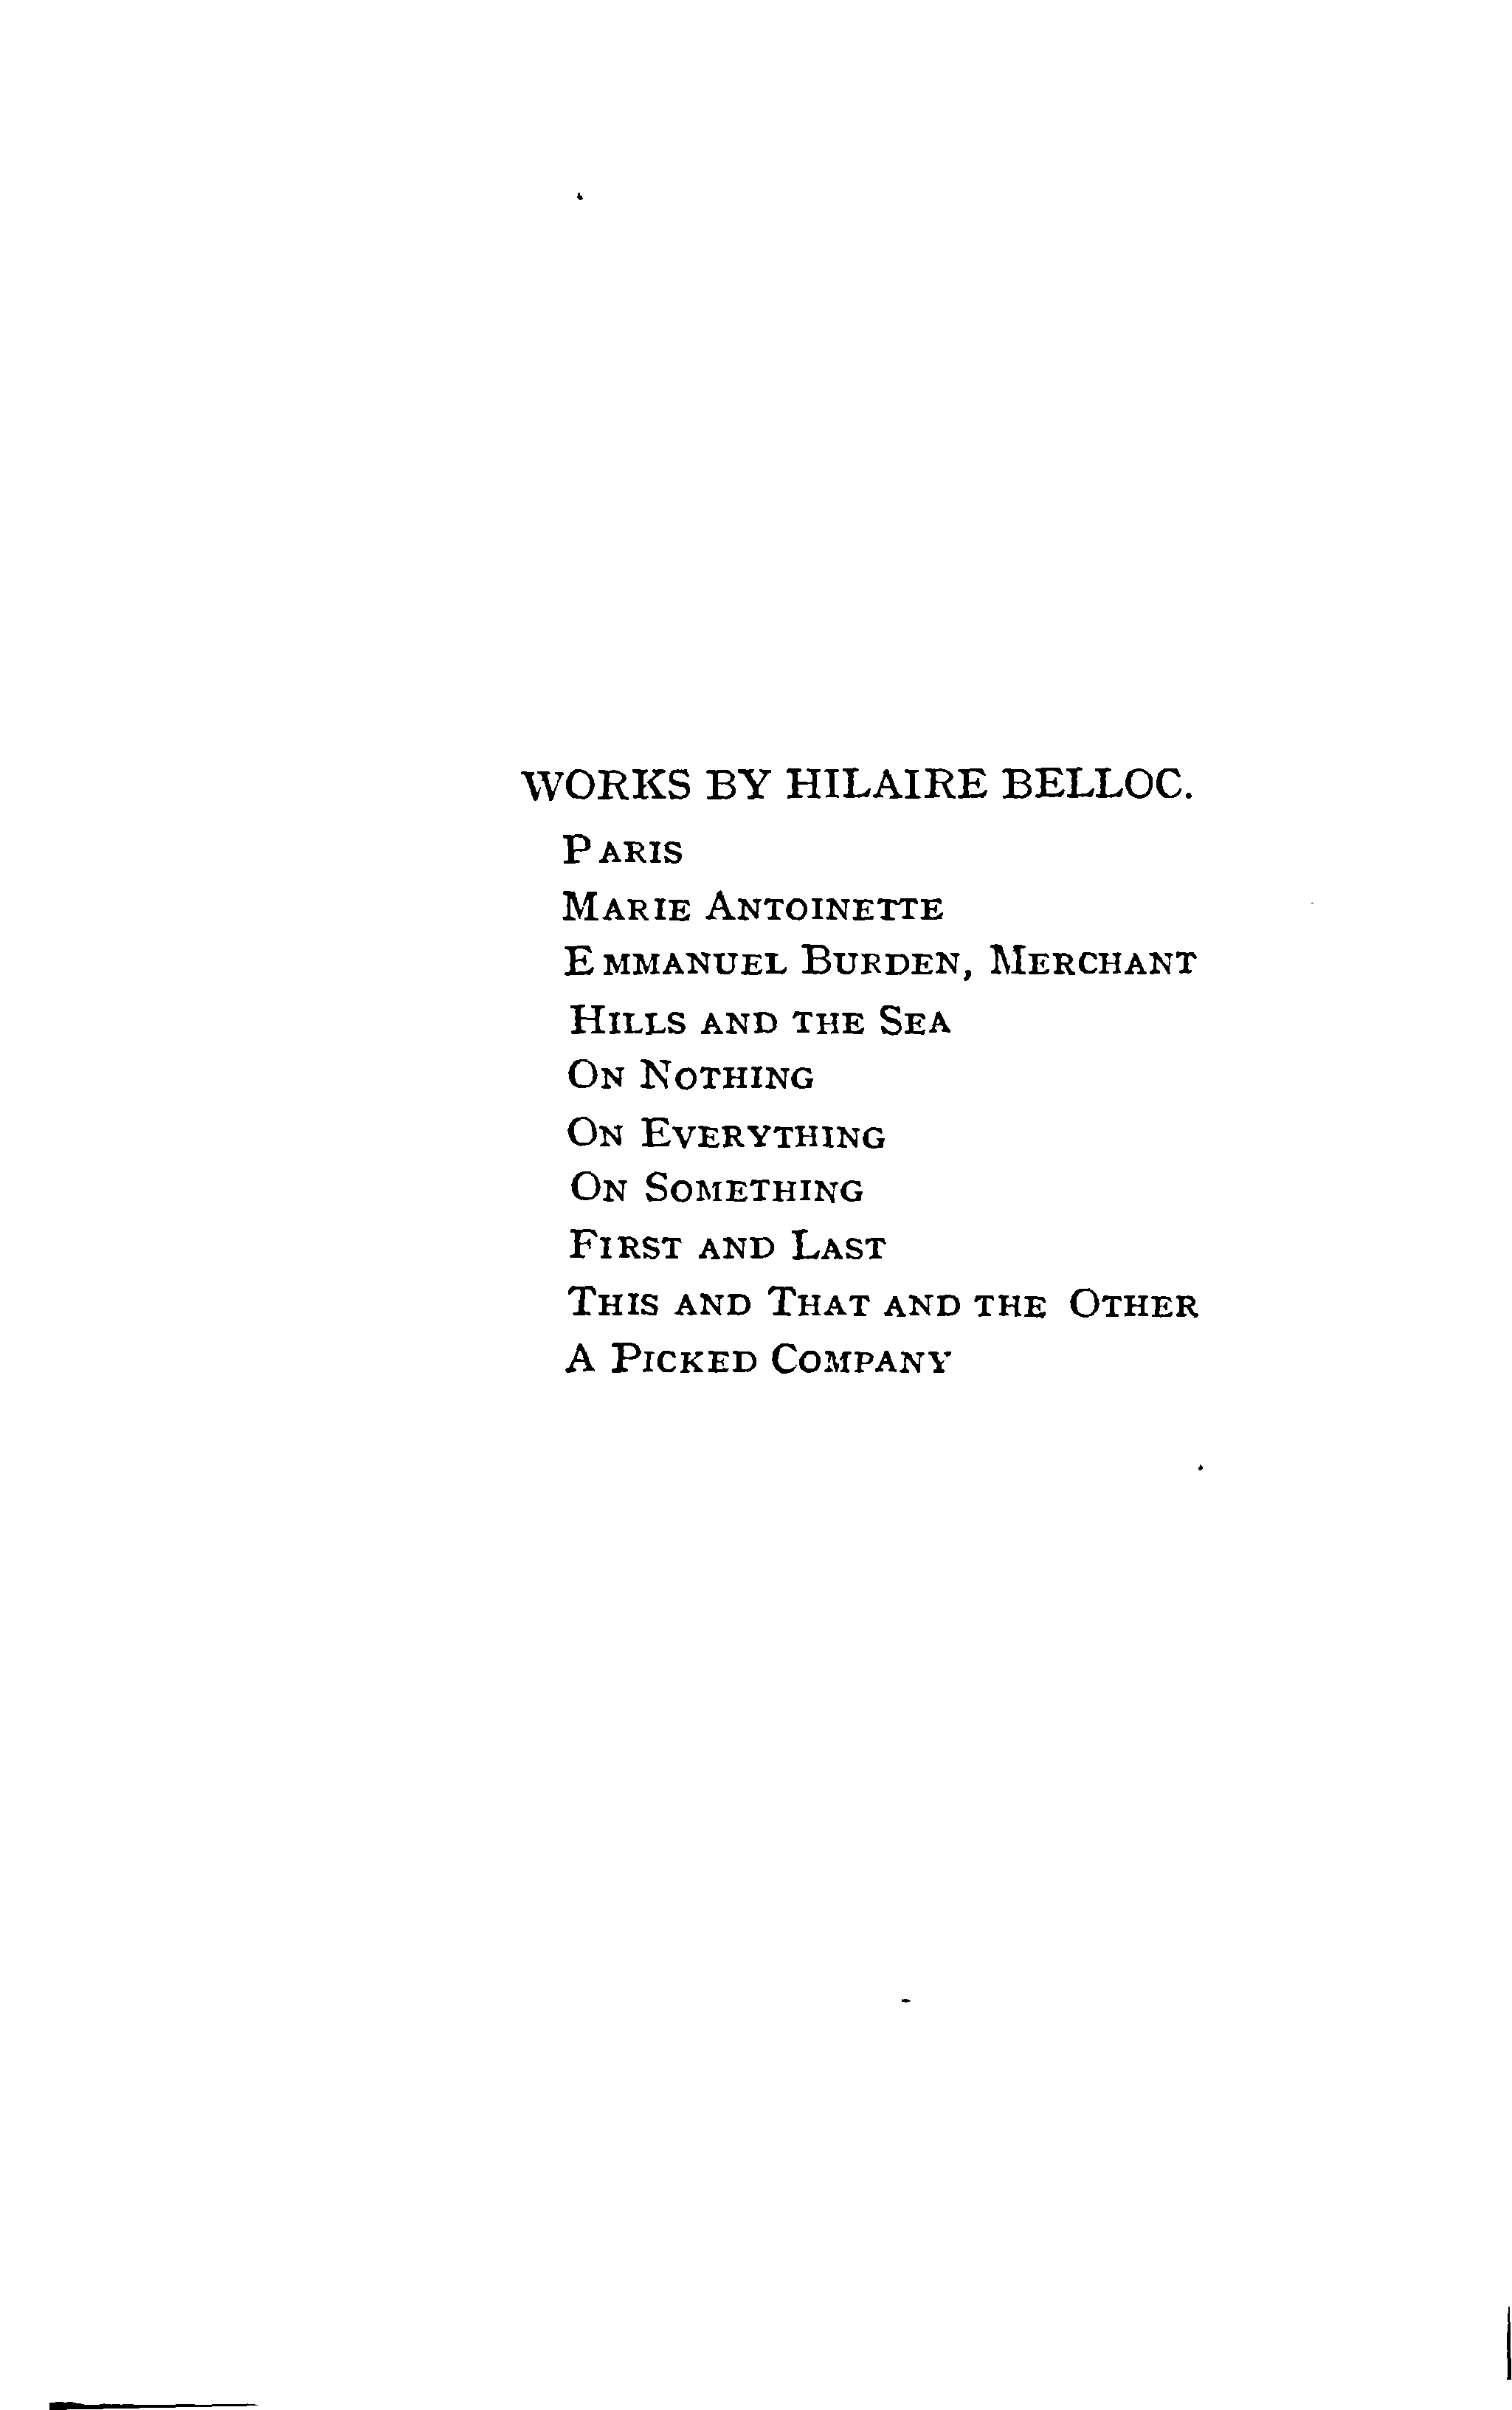 WORKS BY HILAIRE BELLOC.
PARIS
MARIE ANTOINETTE
EMMANUEL BURDEN, MERCHANT
HILLS AND THE SEA
ON NOTHING
ON EVERYTHING
ON SOMETHING
FIRST AND LAST
THIS AND THAT AND THE OTHER
A PICKED COMPANY